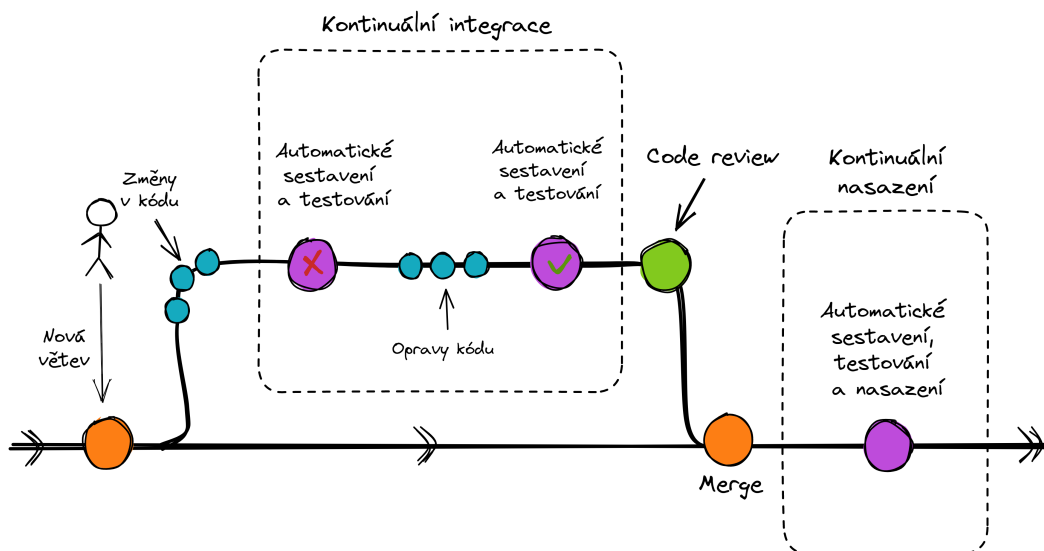 Kontinuální integrace
Automatické
sestavení
a testování
Automatické
sestavení
a testování
Code review
Kontinuální
nasazení
Změny
v kódu
Nová
větev
Opravy kódu
Automatické
sestavení,
testování
a nasazení
Merge